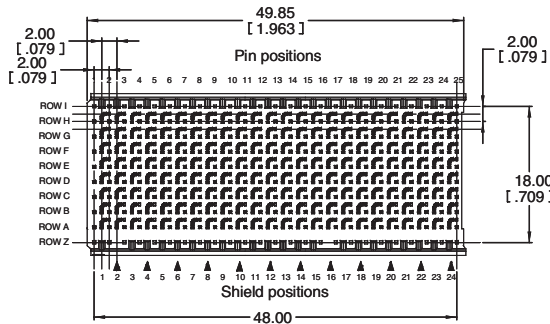 49.85
[ 1.963 ]
2.00
[ .079 ]
2.00
[ .079 ]
2.00
[ .079 ]
Pin positions
2 3 4 5 6 7 8 9 10 11 12 13 14 15 16 17 18 19 20 21 22 23 24 25
ROW I
ROW H
ROW G
ROW F
ROW E
ROW D
ROW C
ROW B
ROW A
ROW Z
18.00
[ .709 ]
1 2 3 4 5 6 7 8 9 10 11 12 13 14 15 16 17 18 19 20 21 22 23 24
Shield positions
48.00